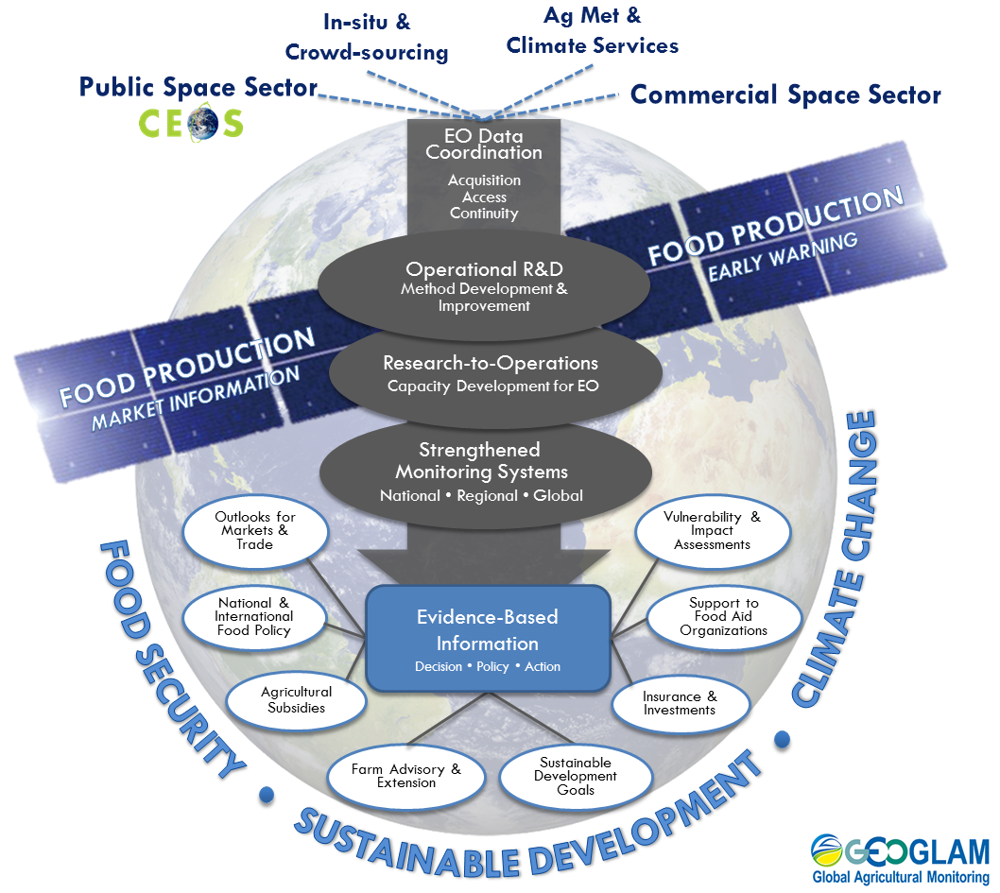 In-situ &
Crowd-sourcing
Ag Met &
Climate Services
Public Space Sector
CEOS
Commercial Space Sector
EO Data
Coordination
Acquisition
Access
Continuity
FOOD PRODUCTION
EARLY WARNING
Operational R&D
Method Development &
Improvement
FOOD PRODUCTION
MARKET INFORMATION
Research-to-Operations
Capacity Development for EO
Strengthened
Monitoring Systems
National • Regional • Global
Outlooks for
Markets &
Trade
Vulnerability &
Impact
Assessments
National &
International
Food Policy
Evidence-Based
Information
Decision • Policy • Action
Support to
Food Aid
Organizations
Agricultural
Subsidies
Insurance &
Investments
Farm Advisory &
Extension
Sustainable
Development
Goals
FOOD SECURITY • SUSTAINABLE DEVELOPMENT • CLIMATE CHANGE
GEOGLAM
Global Agricultural Monitoring